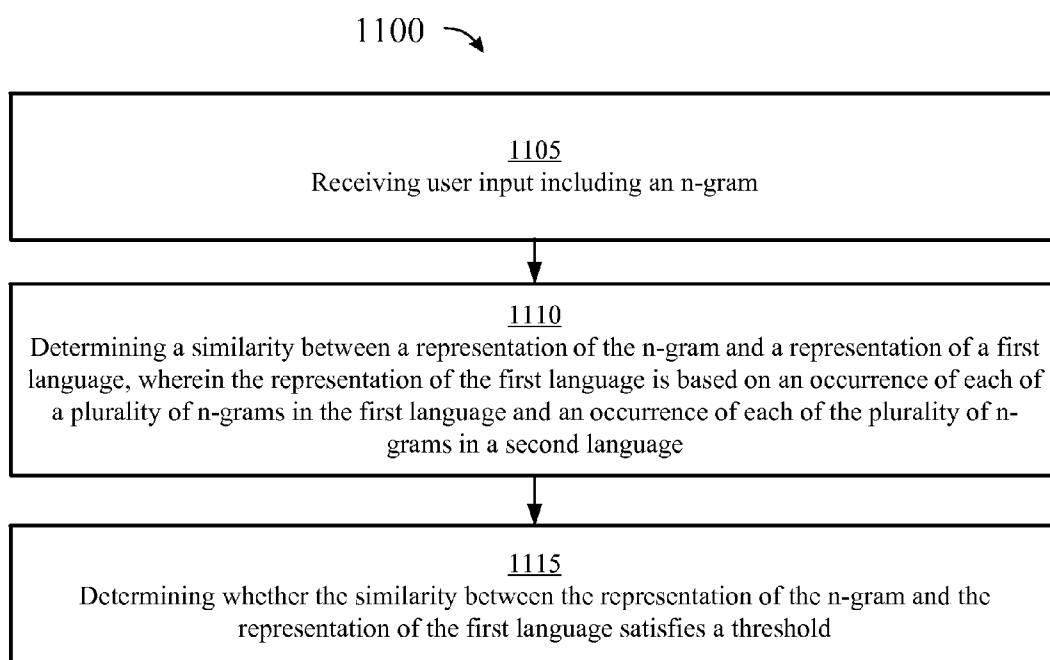 1100
1105
Receiving user input including an n-gram
1110
Determining a similarity between a representation of the n-gram and a representation of a first
language, wherein the representation of the first language is based on an occurrence of each of
a plurality of n-grams in the first language and an occurrence of each of the plurality of n-
grams in a second language
1115
Determining whether the similarity between the representation of the n-gram and the
representation of the first language satisfies a threshold